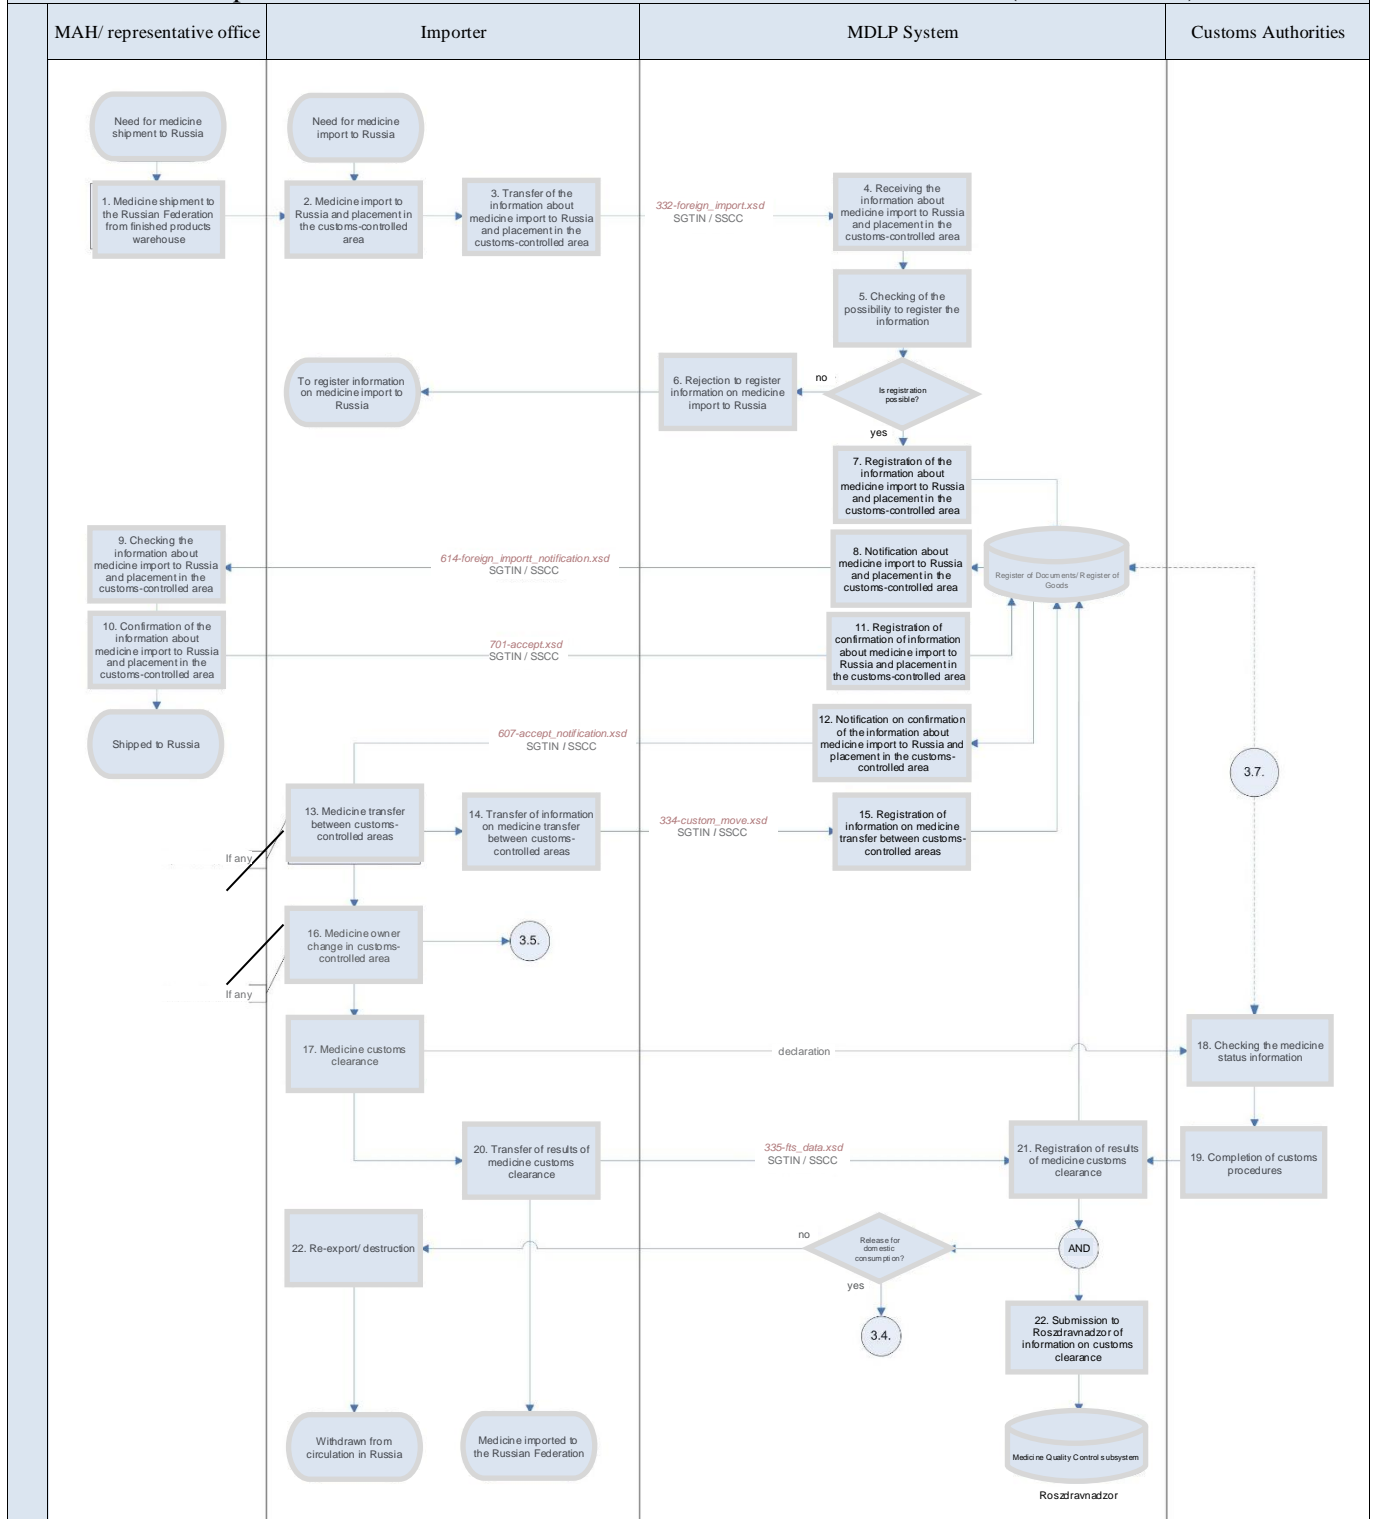 MAH/ representative office
Importer
MDLP System
Customs Authorities
Need for medicine
shipment to Russia
Need for medicine
import to Russia
1. Medicine shipment to
the Russian Federation
from finished products
warehouse
2. Medicine import to
Russia and placement in
the customs-controlled
area
3. Transfer of the
information about
medicine import to Russia
and placement in the
customs-controlled area
332-foreign_import.xsd
SGTIN / SSCC
4. Receiving the
information about
medicine import to Russia
and placement in the
customs-controlled area
5. Checking of the
possibility to register the
information
To register information
on medicine import to
Russia
6. Rejection to register
information on medicine
import to Russia
no
Is registration
possible?
yes
7. Registration of the
information about
medicine import to Russia
and placement in the
customs-controlled area
9. Checking the
information about
medicine import to Russia
and placement in the
customs-controlled area
614-foreign_importt_notification.xsd
SGTIN / SSCC
8. Notification about
medicine import to Russia
and placement in the
customs-controlled area
Register of Documents/ Register of
Goods
10. Confirmation of the
information about
medicine import to Russia
and placement in the
customs-controlled area
701-accept.xsd
SGTIN / SSCC
11. Registration of
confirmation of information
about medicine import to
Russia and placement in
the customs-controlled area
Shipped to Russia
607-accept_notification.xsd
SGTIN / SSCC
12. Notification on confirmation
of the information about
medicine import to Russia and
placement in the customs-
controlled area
3.7.
13. Medicine transfer
between customs-
controlled areas
14. Transfer of information
on medicine transfer
between customs-
controlled areas
334-custom_move.xsd
SGTIN / SSCC
15. Registration of
information on medicine
transfer between customs-
controlled areas
If any
16. Medicine owner
change in customs-
controlled area
3.5.
If any
17. Medicine customs
clearance
declaration
18. Checking the medicine
status information
20. Transfer of results of
medicine customs
clearance
335-fts_data.xsd
SGTIN / SSCC
21. Registration of results
of medicine customs
clearance
19. Completion of customs
procedures
22. Re-export/ destruction
no
Release for
domestic
consumption?
AND
yes
3.4.
22. Submission to
Roszdravnadzor of
information on customs
clearance
Withdrawn from
circulation in Russia
Medicine imported to
the Russian Federation
Medicine Quality Control subsystem
Roszdravnadzor